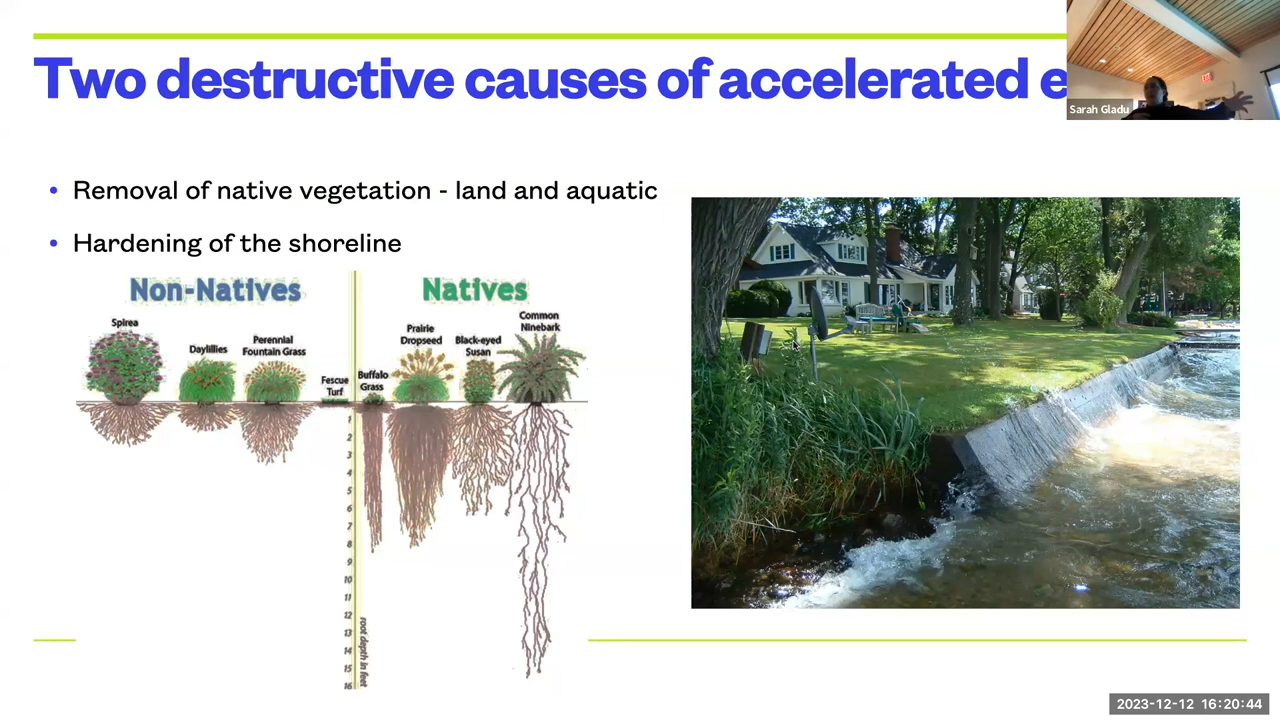 Two destructive causes of accelerated e
Sarah Gladu
• Removal of native vegetation - land and aquatic
• Hardening of the shoreline
Non-Natives
Natives
Spirea
Daylillies
Perennial
Fountain Grass
Fescue
Turf
Buffalo
Grass
Prairie
Dropseed
Black-eyed
Susan
Common
Ninebark
1
2
3
4
5
6
7
8
9
10
11
12
13
14
15
16
root depth in feet
2023-12-12 16:20:44